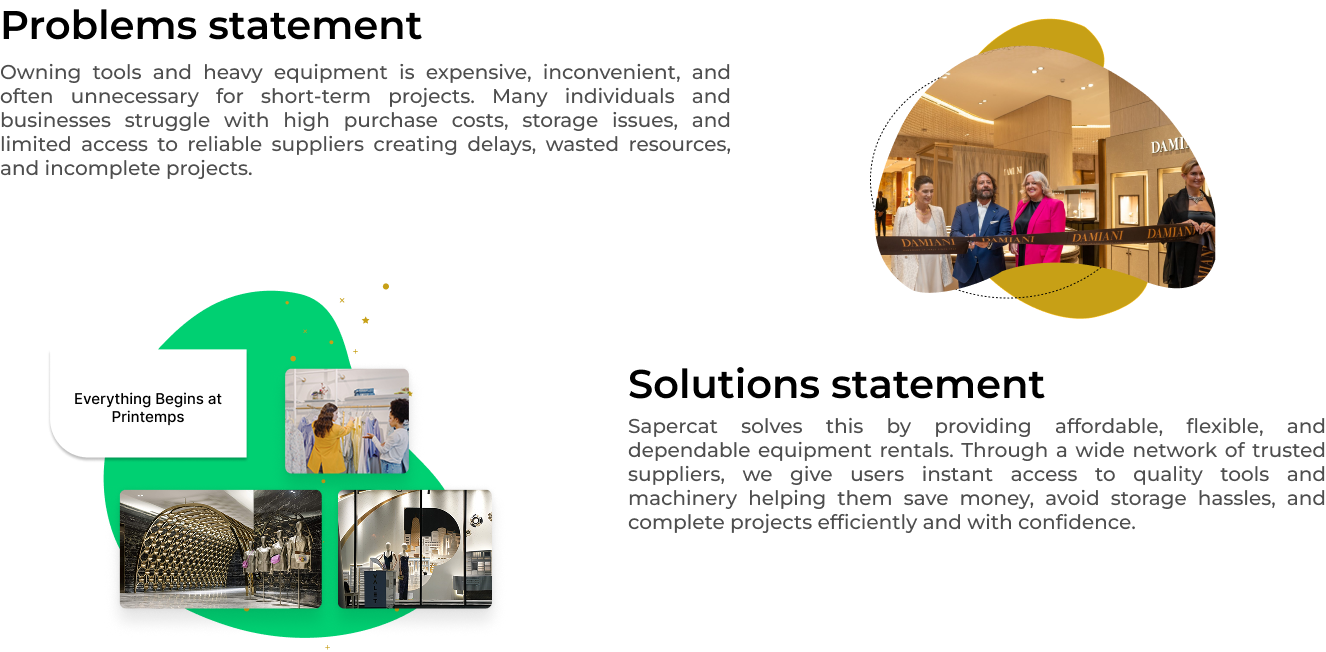 Problems statement
Owning tools and heavy equipment is expensive, inconvenient, and
often unnecessary for short-term projects. Many individuals and
businesses struggle with high purchase costs, storage issues, and
limited access to reliable suppliers creating delays, wasted resources,
and incomplete projects.
DAMIANI DAMIANI DAMIANI DAMIANI
Everything Begins at
Printemps
Solutions statement
Sapercat solves this by providing affordable, flexible, and
dependable equipment rentals. Through a wide network of trusted
suppliers, we give users instant access to quality tools and
machinery helping them save money, avoid storage hassles, and
complete projects efficiently and with confidence.